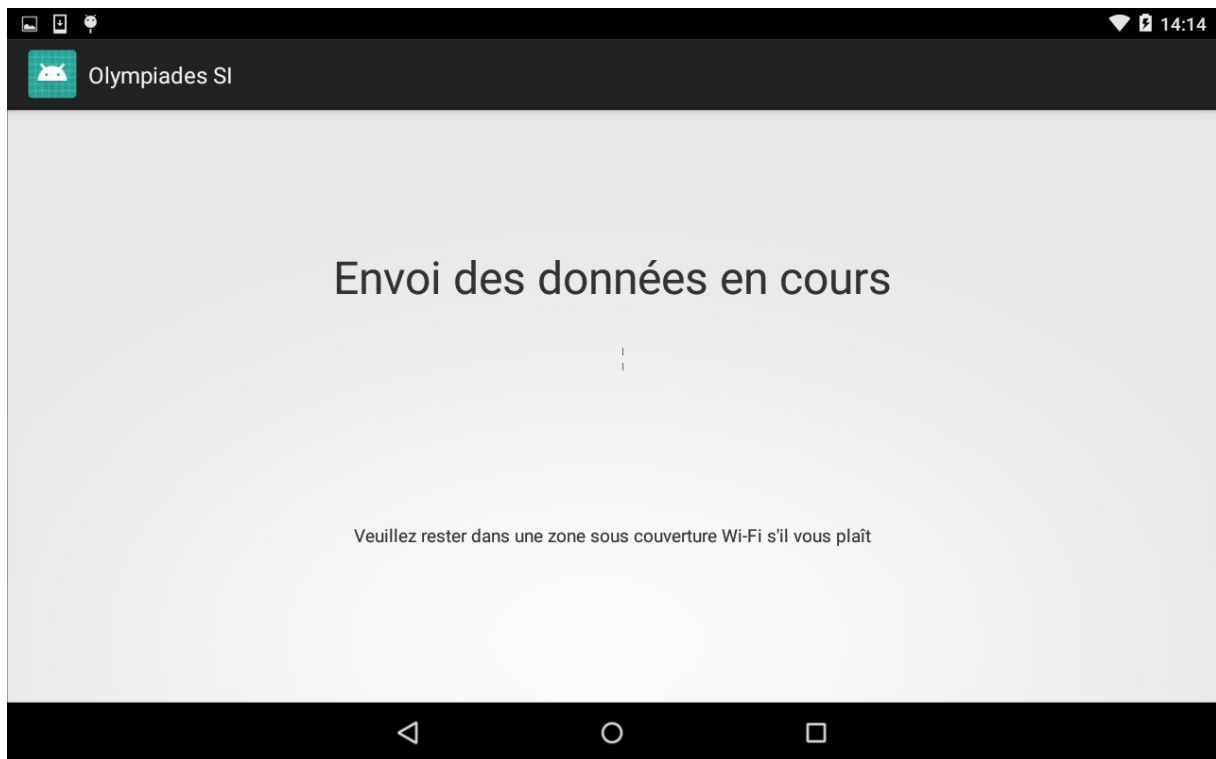 14:14
Olympiades SI
Envoi des données en cours
Veuillez rester dans une zone sous couverture Wi-Fi s'il vous plaît